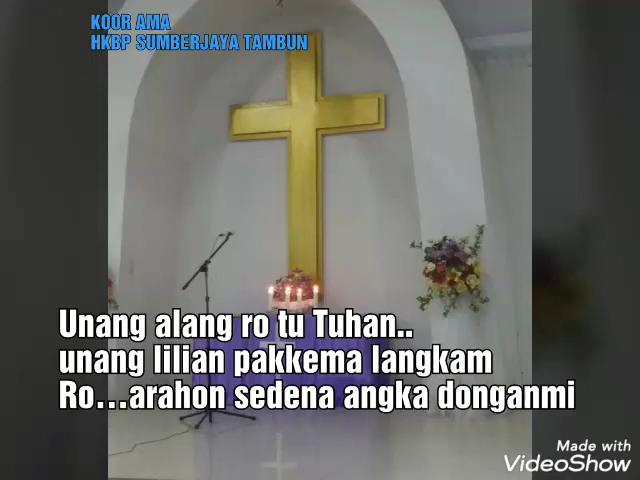 KOOR AMA
HKBP SUMBERJAYA TAMBUN
Unang alang ro tu Tuhan..
unang lilian pakkema langkam
Ro...arahon sedena angka donganmi
Made with
VideoShow